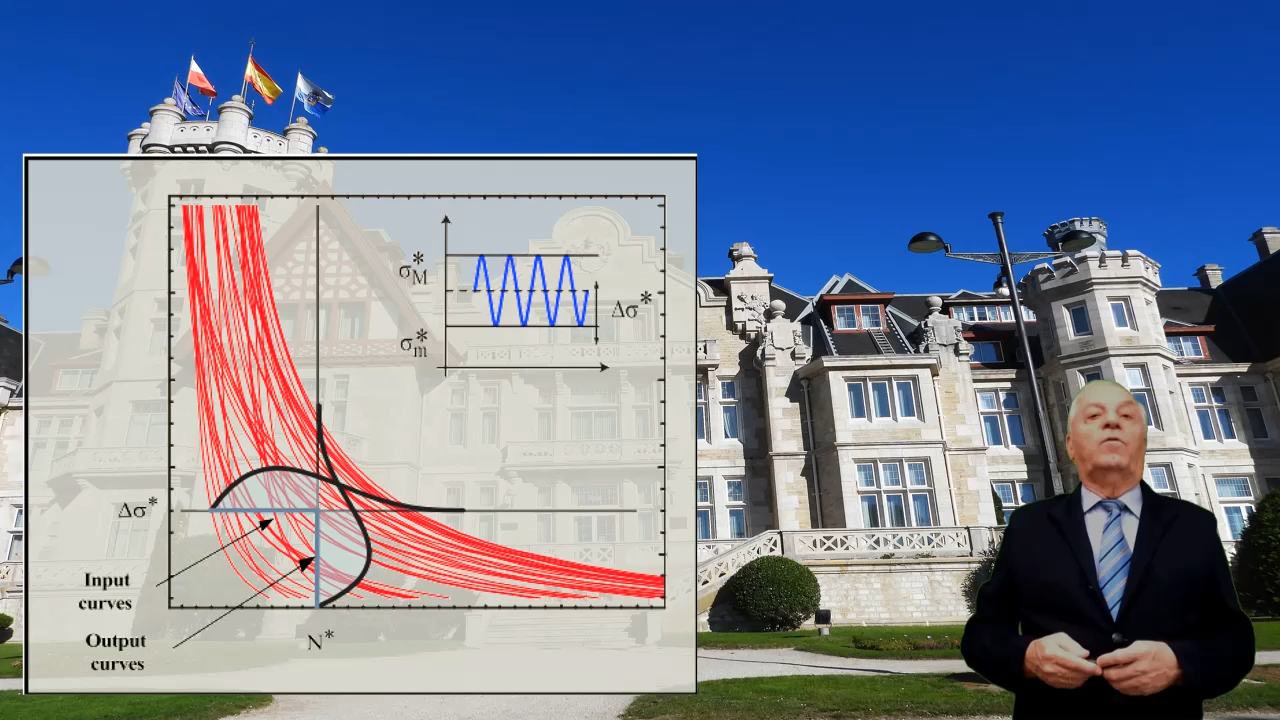 σ*M
σ*m
Δσ*
Δσ*
Input
curves
Output
curves
N*